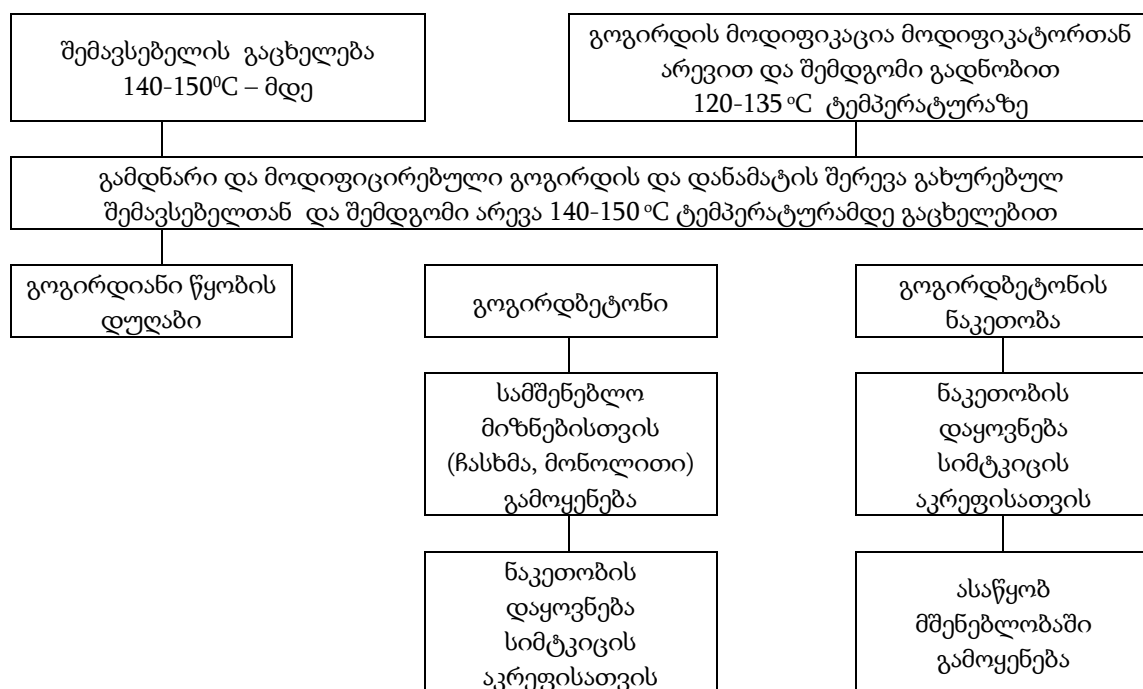 შემავსებელის გაცხელება
140-150⁰C – მდე
გოგირდის მოდიფიკაცია მოდიფიკატორთან
არევით და შემდგომი გადნობით
120-135 ᵒC ტემპერატურაზე
გამდნარი და მოდიფიცირებული გოგირდის და დანამატის შერევა გახურებულ
შემავსებელთან და შემდგომი არევა 140-150 ᵒC ტემპერატურამდე გაცხელებით
გოგირდიანი წყობის
დუღაბი
გოგირდბეტონი
გოგირდბეტონის
ნაკეთობა
სამშენებლო
მიზნებისთვის
(ჩასხმა, მონოლითი)
გამოყენება
ნაკეთობის
დაყოვნება
სიმტკიცის
აკრეფისათვის
ნაკეთობის
დაყოვნება
სიმტკიცის
აკრეფისათვის
ასაწყობ
მშენებლობაში
გამოყენება